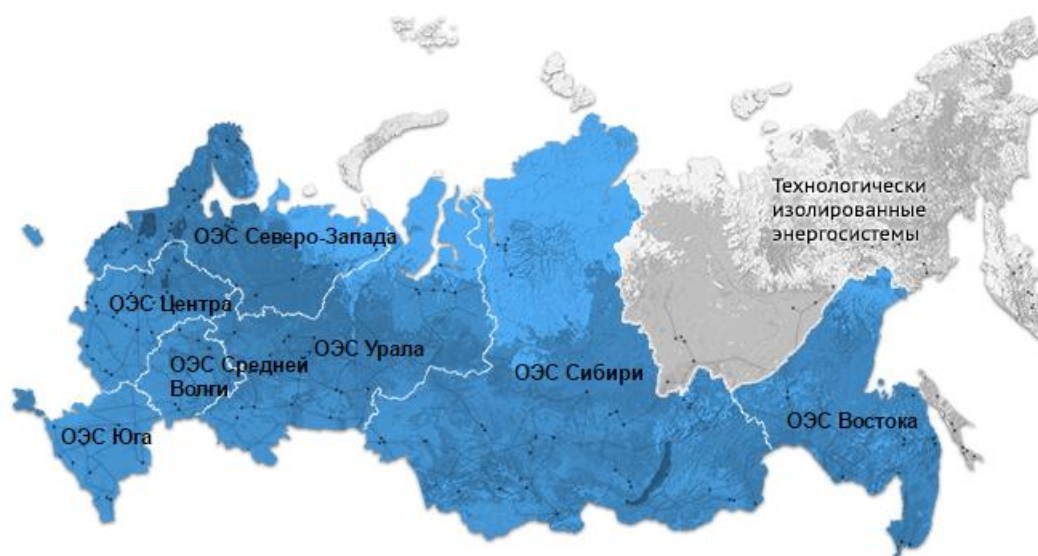 Технологически
изолированные
энергосистемы
ОЭС Северо-Запада
ОЭС Центра
ОЭС Урала
ОЭС Средней
Волги
ОЭС Сибири
ОЭС Востока
ОЭС Юга